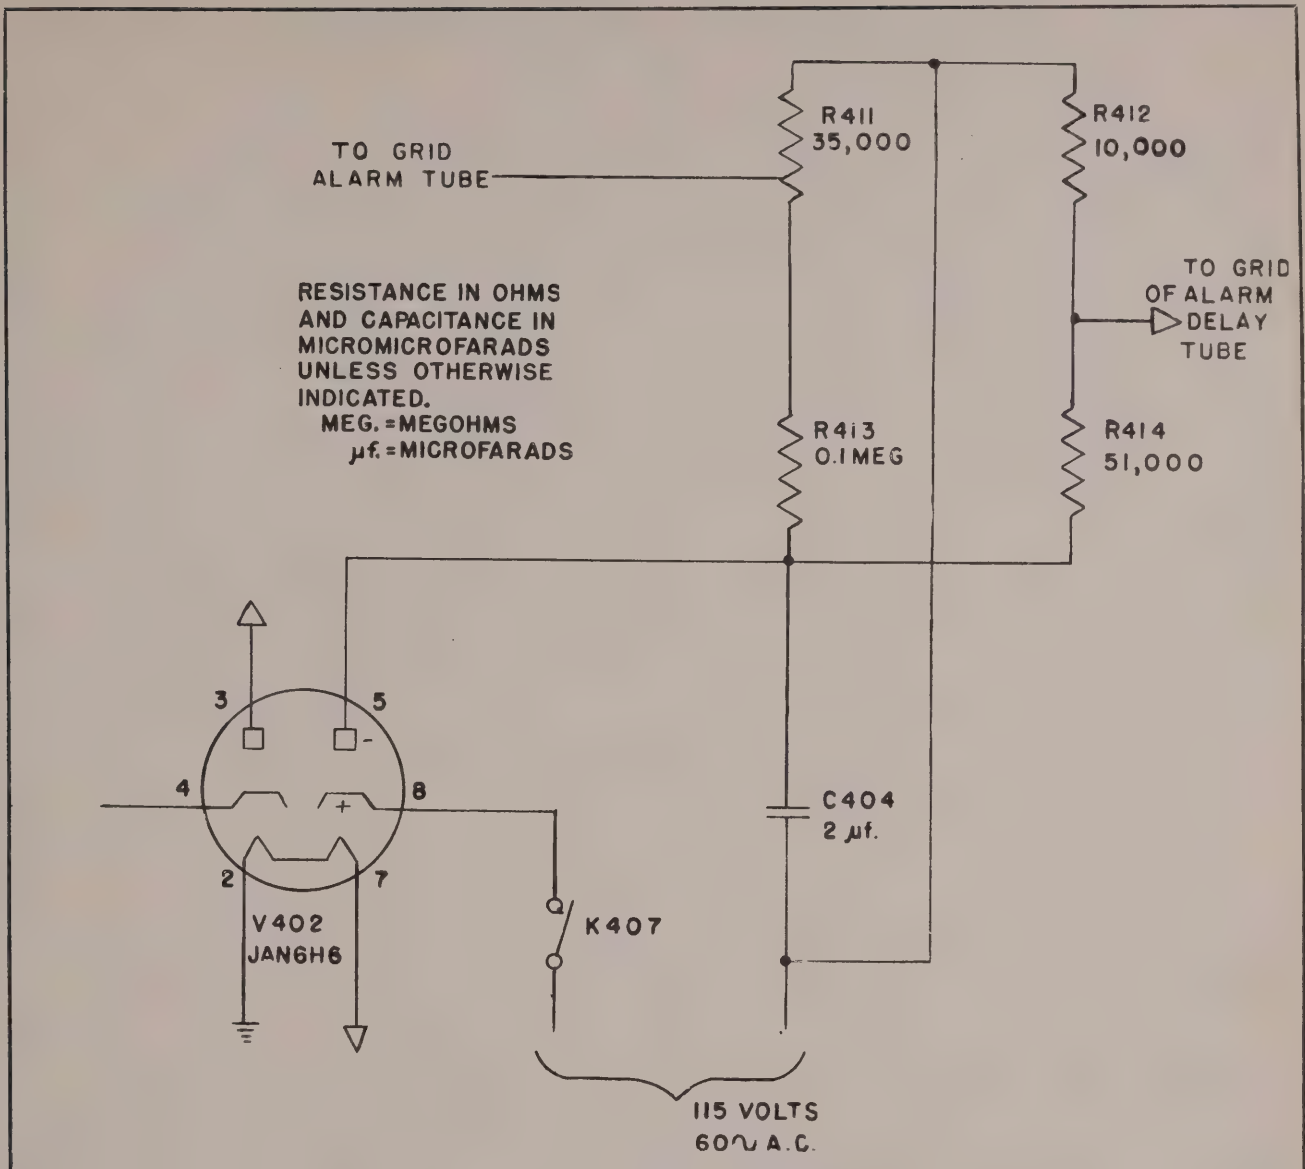 R411
35,000
R412
10,000
TO GRID
ALARM TUBE
TO GRID
OF ALARM
DELAY
TUBE
RESISTANCE IN OHMS
AND CAPACITANCE IN
MICROMICROFARADS
UNLESS OTHERWISE
INDICATED.
MEG.=MEGOHMS
µf.=MICROFARADS
R413
0.1 MEG
R414
51,000
3
5
-
4
8
+
2
7
V402
JAN6H6
K407
C404
2 µf.
115 VOLTS
60∿ A.C.